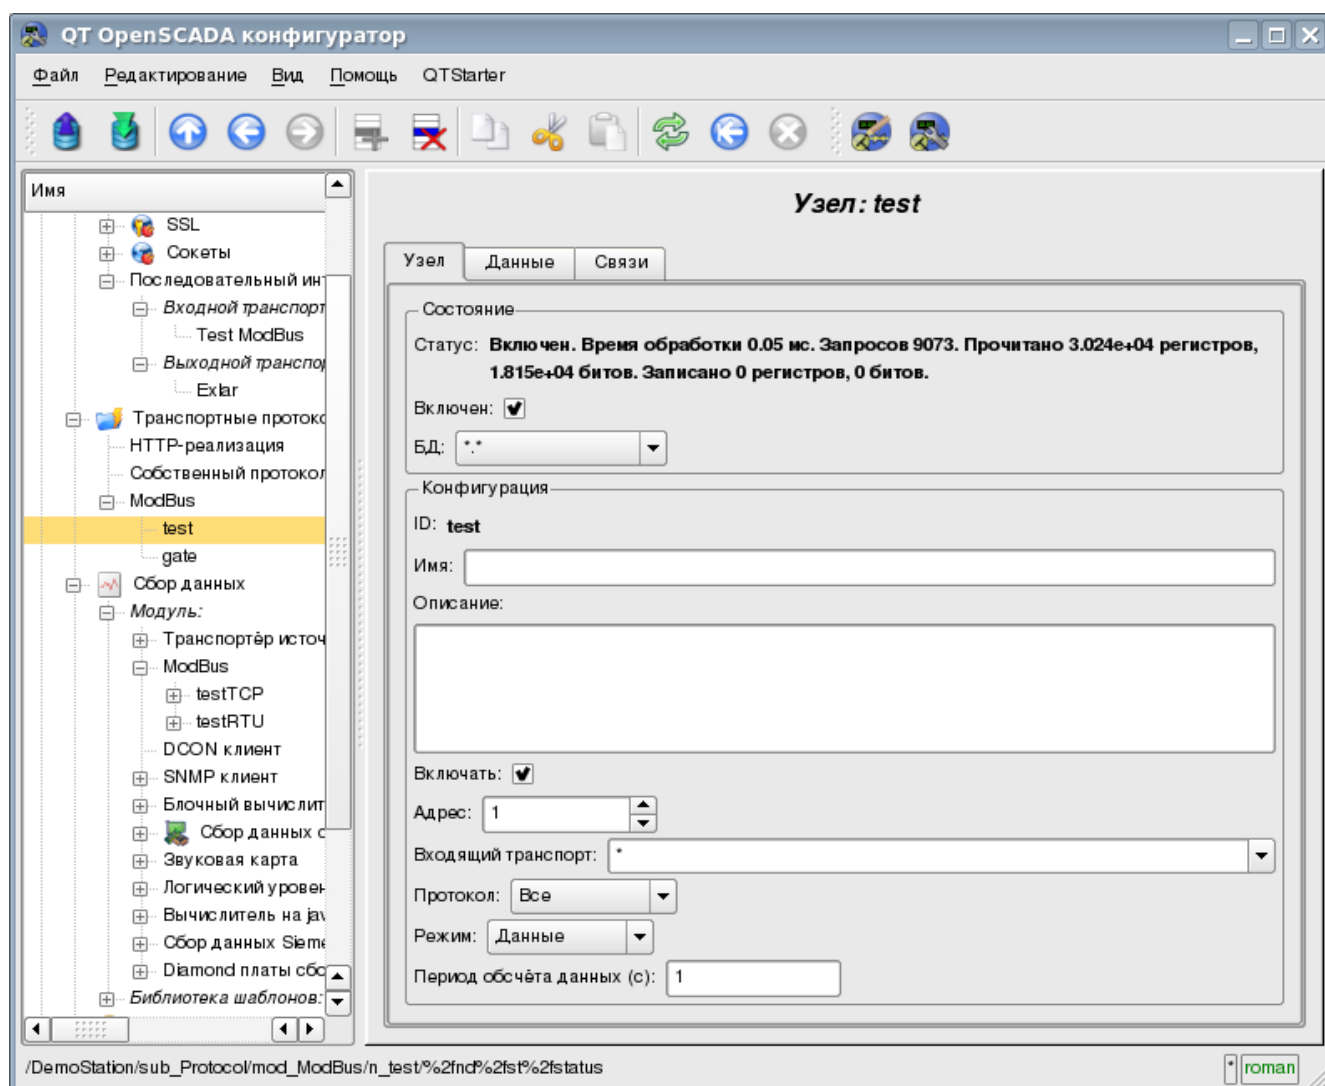 QT OpenSCADA конфигуратор
Файл Редактирование Вид Помощь QTStarter
Имя
SSL
Сокеты
Последовательный инт
Входной транспорт
Test ModBus
Выходной транспо
Exlar
Транспортные протоко
HTTP-реализация
Собственный протокол
ModBus
test
gate
Сбор данных
Модуль:
Транспортёр источ
ModBus
testTCP
testRTU
DCON клиент
SNMP клиент
Блочный вычислит
Сбор данных с
Звуковая карта
Логический уровен
Вычислитель на jav
Сбор данных Sieme
Diamond платы сбо
Библиотека шаблонов:
Узел: test
Узел Данные Связи
Состояние
Статус: Включен. Время обработки 0.05 мс. Запросов 9073. Прочитано 3.024e+04 регистров,
1.815e+04 битов. Записано 0 регистров, 0 битов.
Включен:
БД: *.*
Конфигурация
ID: test
Имя:
Описание:
Включать:
Адрес: 1
Входящий транспорт: *
Протокол: Все
Режим: Данные
Период обсчёта данных (с): 1
/DemoStation/sub_Protocol/mod_ModBus/n_test/%2fnd%2fst%2fstatus
* roman